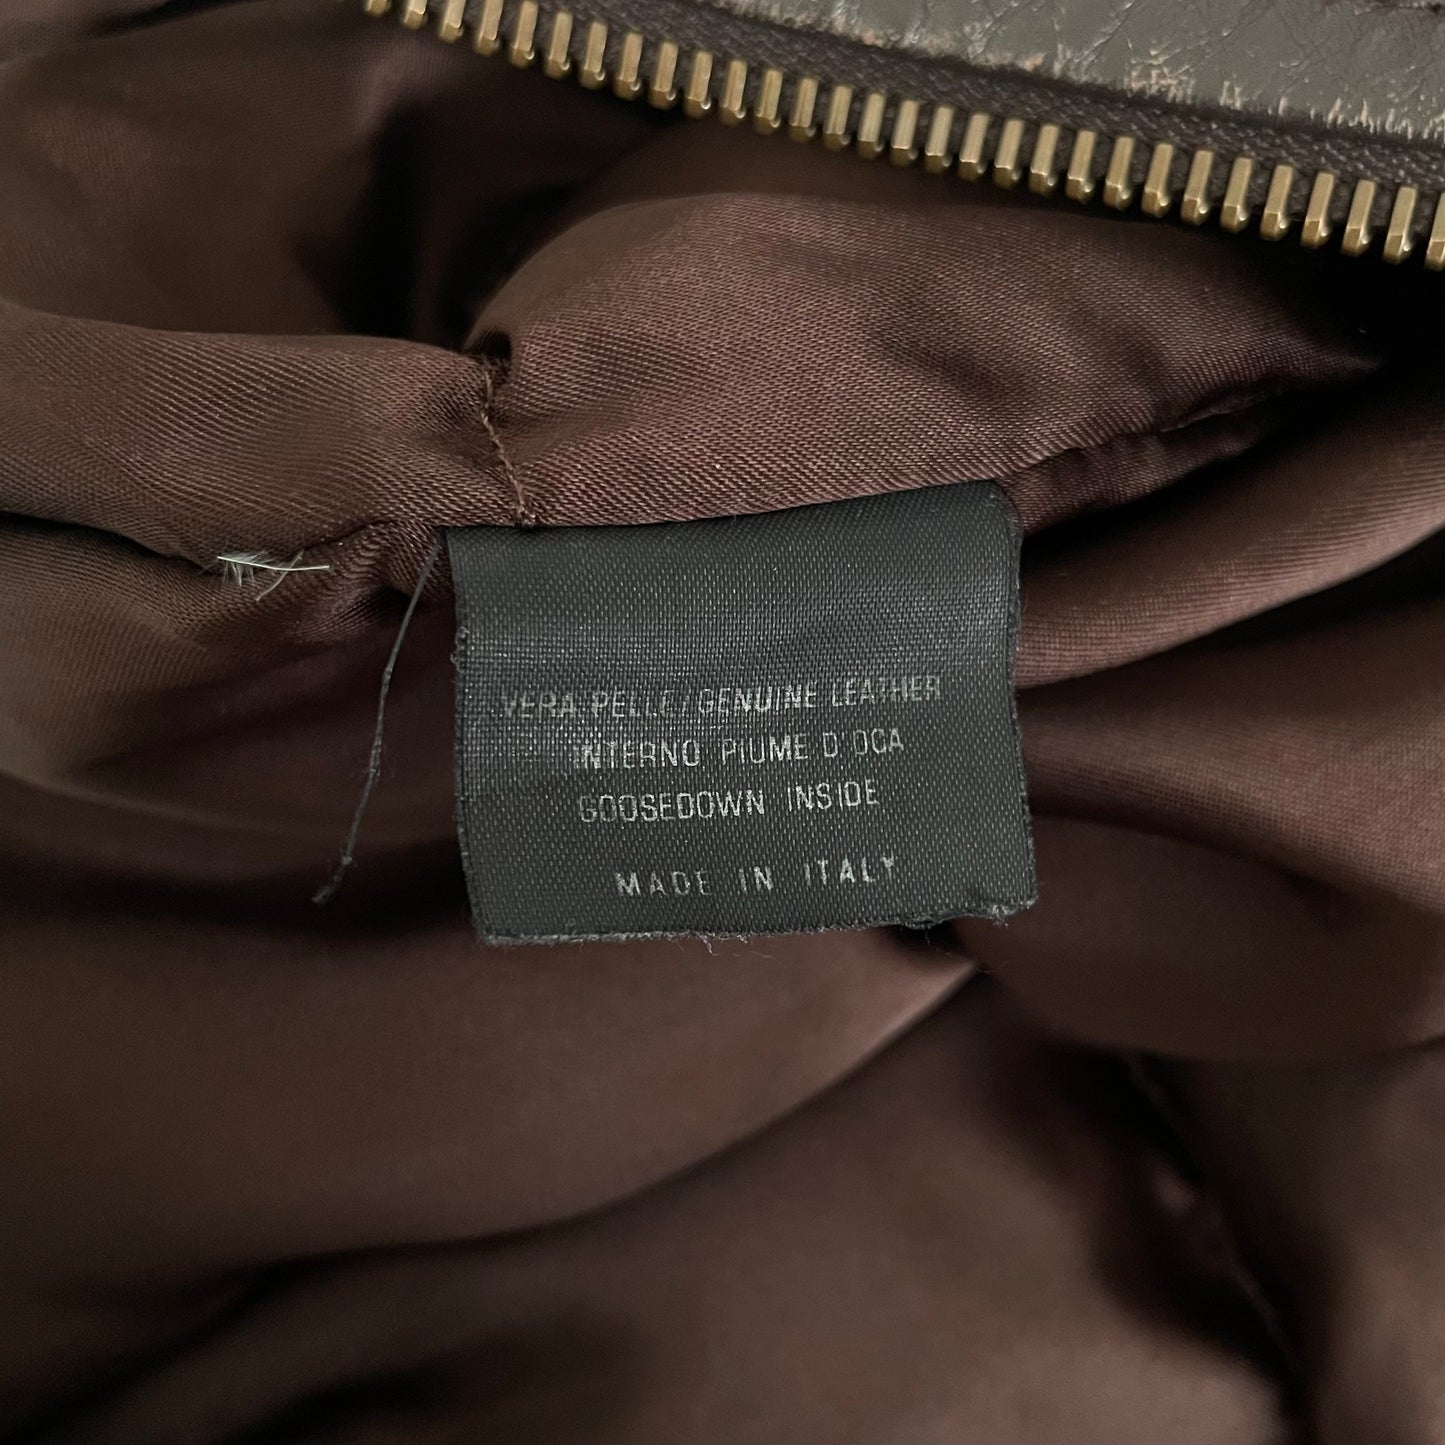 VERA PELLE/GENUINE LEATHER
INTERNO PIUME D OCA
GOOSEDOWN INSIDE
MADE IN ITALY